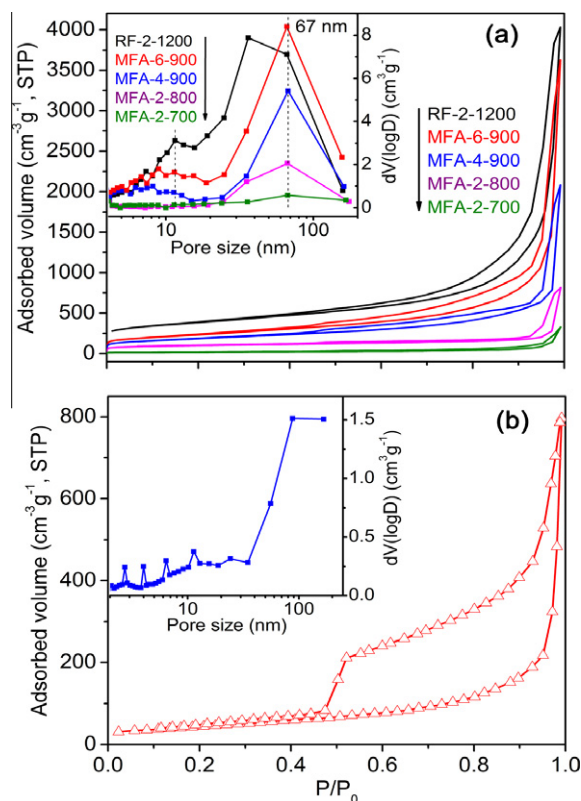 (a)
67 nm
RF-2-1200
MFA-6-900
MFA-4-900
MFA-2-800
MFA-2-700
8
6
4
2
0
dV(logD) (cm³g⁻¹)
10
100
Pore size (nm)
RF-2-1200
MFA-6-900
MFA-4-900
MFA-2-800
MFA-2-700
4000
3500
3000
2500
2000
1500
1000
500
0
Adsorbed volume (cm⁻³g⁻¹, STP)
(b)
1.5
1.0
0.5
0.0
dV(logD) (cm³g⁻¹)
10
100
Pore size (nm)
800
600
400
200
0
Adsorbed volume (cm⁻³g⁻¹, STP)
0.0 0.2 0.4 0.6 0.8 1.0
P/P₀